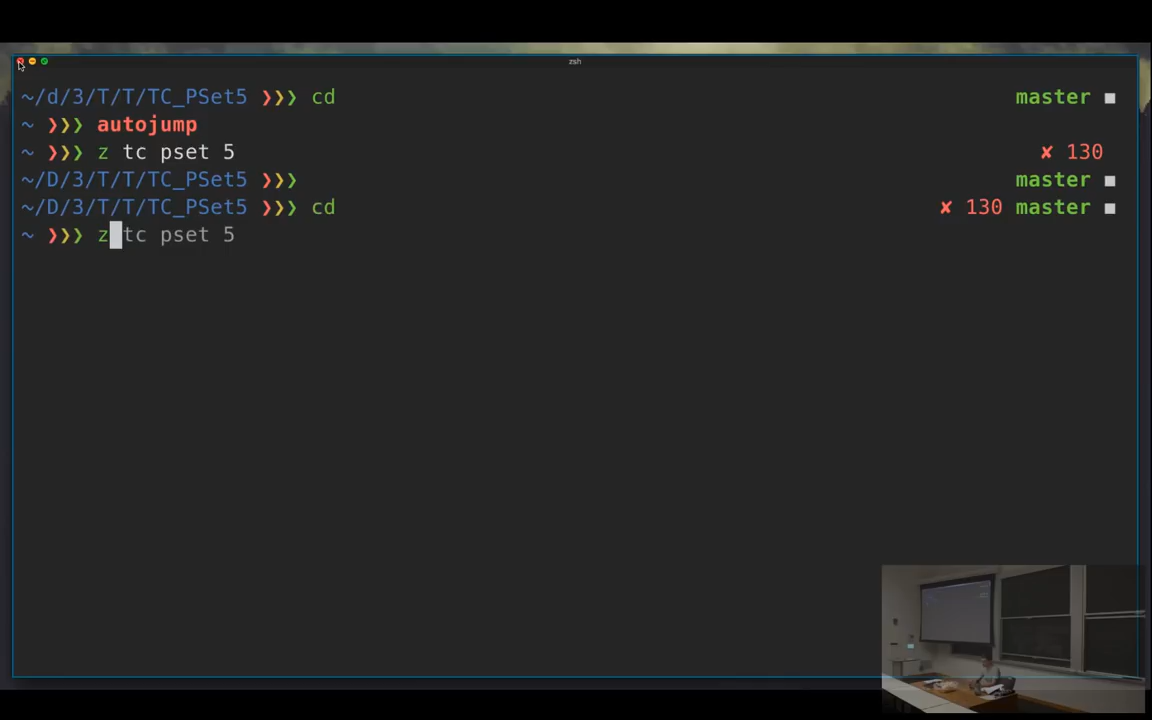 zsh
~/d/3/T/T/TC_PSet5 ❯❯❯ cd master ■
~ ❯❯❯ autojump
~ ❯❯❯ z tc pset 5 ✘ 130
~/D/3/T/T/TC_PSet5 ❯❯❯ master ■
~/D/3/T/T/TC_PSet5 ❯❯❯ cd ✘ 130 master ■
~ ❯❯❯ z tc pset 5